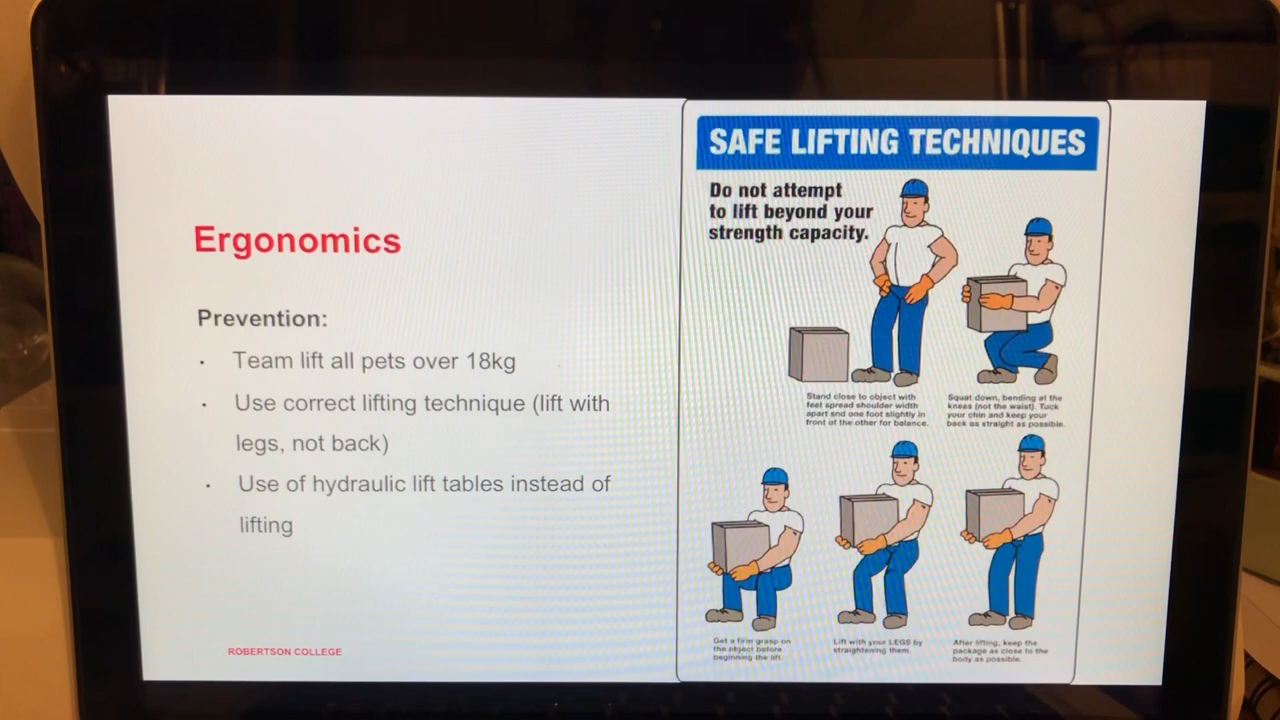 Ergonomics
Prevention:
· Team lift all pets over 18kg
· Use correct lifting technique (lift with
legs, not back)
· Use of hydraulic lift tables instead of
lifting
ROBERTSON COLLEGE
SAFE LIFTING TECHNIQUES
Do not attempt
to lift beyond your
strength capacity.
Stand close to object with
feet spread shoulder width
apart and one foot slightly in
front of the other for balance.
Squat down, bending at the
knees (not the waist). Tuck
your chin and keep your
back as straight as possible.
Get a firm grasp on
the object before
beginning the lift.
Lift with your LEGS by
straightening them.
After lifting, keep the
package as close to the
body as possible.